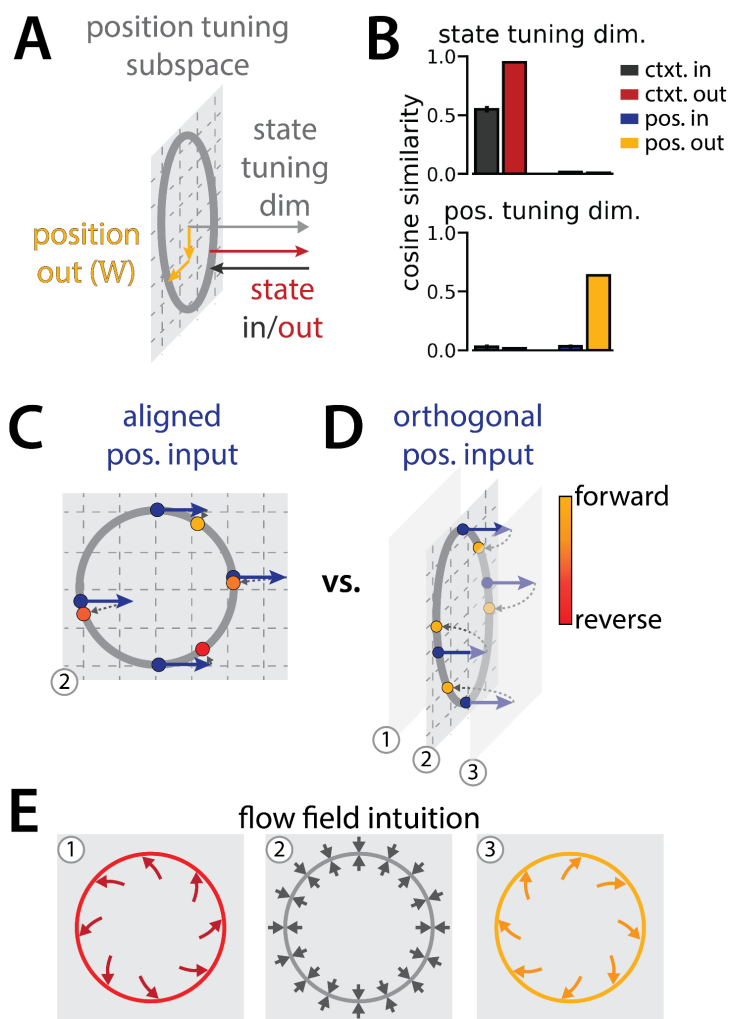 A
position tuning
subspace
state
tuning
dim
position
out (W)
state
in/out
B
state tuning dim.
1.0
0.5
0.0
cosine similarity
ctxt. in
ctxt. out
pos. in
pos. out
pos. tuning dim.
1.0
0.5
0.0
C
aligned
pos. input
2
vs.
D
orthogonal
pos. input
forward
reverse
1
2
3
E
flow field intuition
1
2
3